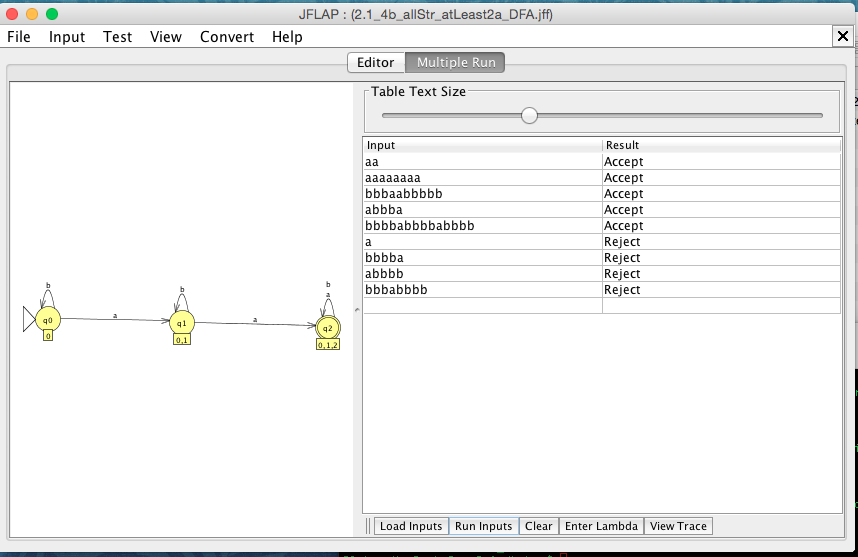 JFLAP : (2.1_4b_allStr_atLeast2a_DFA.jff)
File Input Test View Convert Help
Editor Multiple Run
Table Text Size
Input Result
aa Accept
aaaaaaaa Accept
bbbaabbbbb Accept
abbba Accept
bbbbabbbbabbbb Accept
a Reject
bbbba Reject
abbbb Reject
bbbabbbb Reject
b
q0
0
a
b
q1
0,1
a
b
a
q2
0,1,2
Load Inputs Run Inputs Clear Enter Lambda View Trace